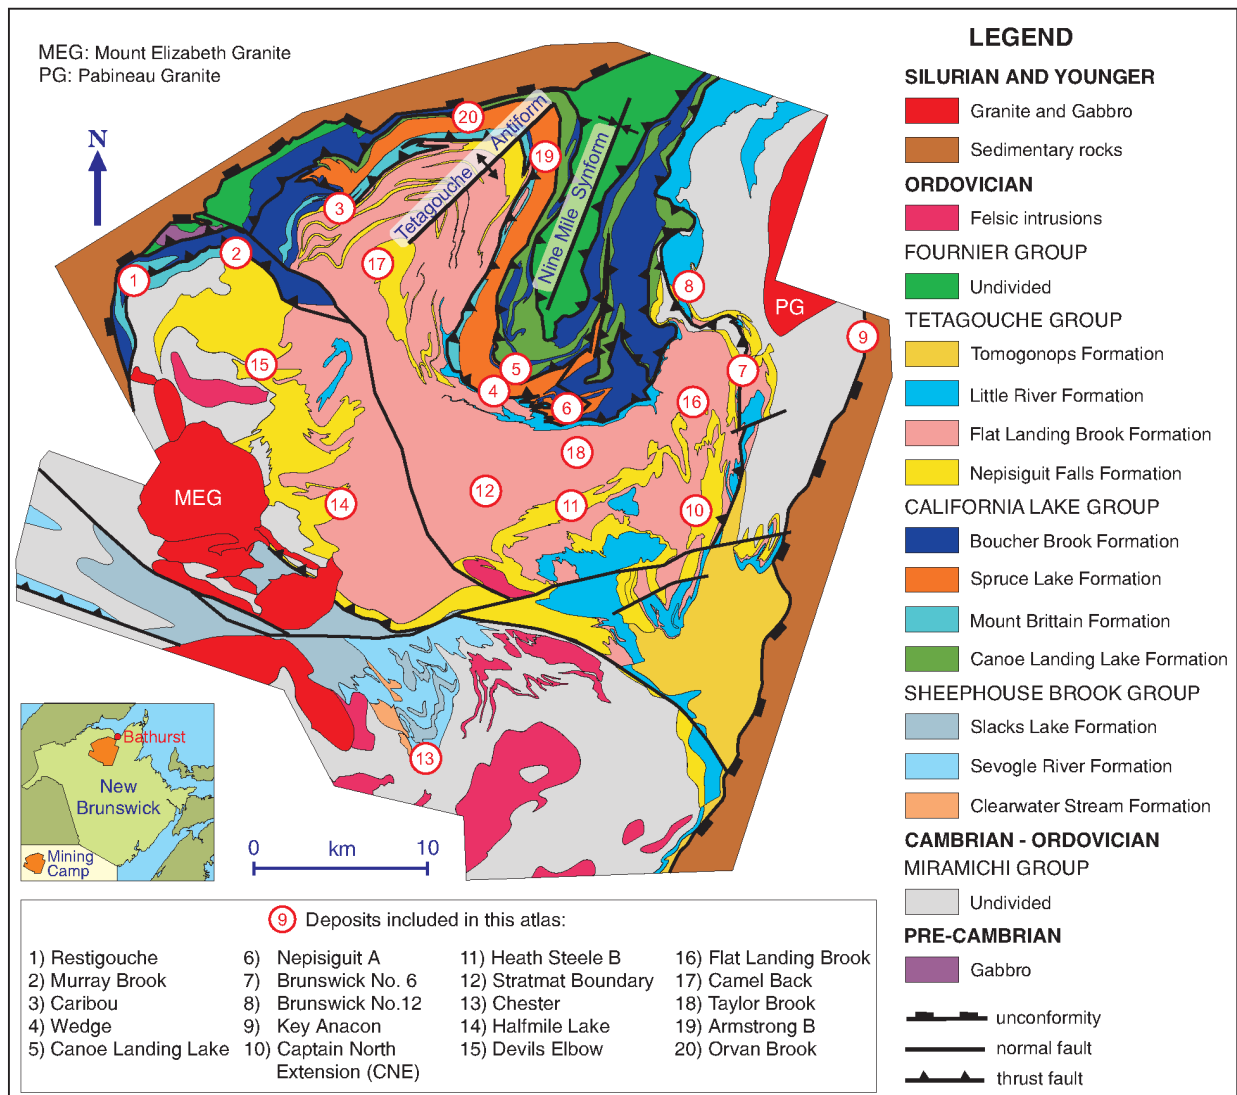 MEG: Mount Elizabeth Granite
PG: Pabineau Granite
N
Tetagouche Antiform
Nine Mile Synform
20
19
3
17
2
1
8
PG
9
15
5
4
7
6
16
18
12
11
10
14
MEG
13
0 km 10
Bathurst
New
Brunswick
Mining
Camp
LEGEND
SILURIAN AND YOUNGER
Granite and Gabbro
Sedimentary rocks
ORDOVICIAN
Felsic intrusions
FOURNIER GROUP
Undivided
TETAGOUCHE GROUP
Tomogonops Formation
Little River Formation
Flat Landing Brook Formation
Nepisiguit Falls Formation
CALIFORNIA LAKE GROUP
Boucher Brook Formation
Spruce Lake Formation
Mount Brittain Formation
Canoe Landing Lake Formation
SHEEPHOUSE BROOK GROUP
Slacks Lake Formation
Sevogle River Formation
Clearwater Stream Formation
CAMBRIAN - ORDOVICIAN
MIRAMICHI GROUP
Undivided
PRE-CAMBRIAN
Gabbro
unconformity
normal fault
thrust fault
9 Deposits included in this atlas:
1) Restigouche
2) Murray Brook
3) Caribou
4) Wedge
5) Canoe Landing Lake
6) Nepisiguit A
7) Brunswick No. 6
8) Brunswick No.12
9) Key Anacon
10) Captain North
Extension (CNE)
11) Heath Steele B
12) Stratmat Boundary
13) Chester
14) Halfmile Lake
15) Devils Elbow
16) Flat Landing Brook
17) Camel Back
18) Taylor Brook
19) Armstrong B
20) Orvan Brook